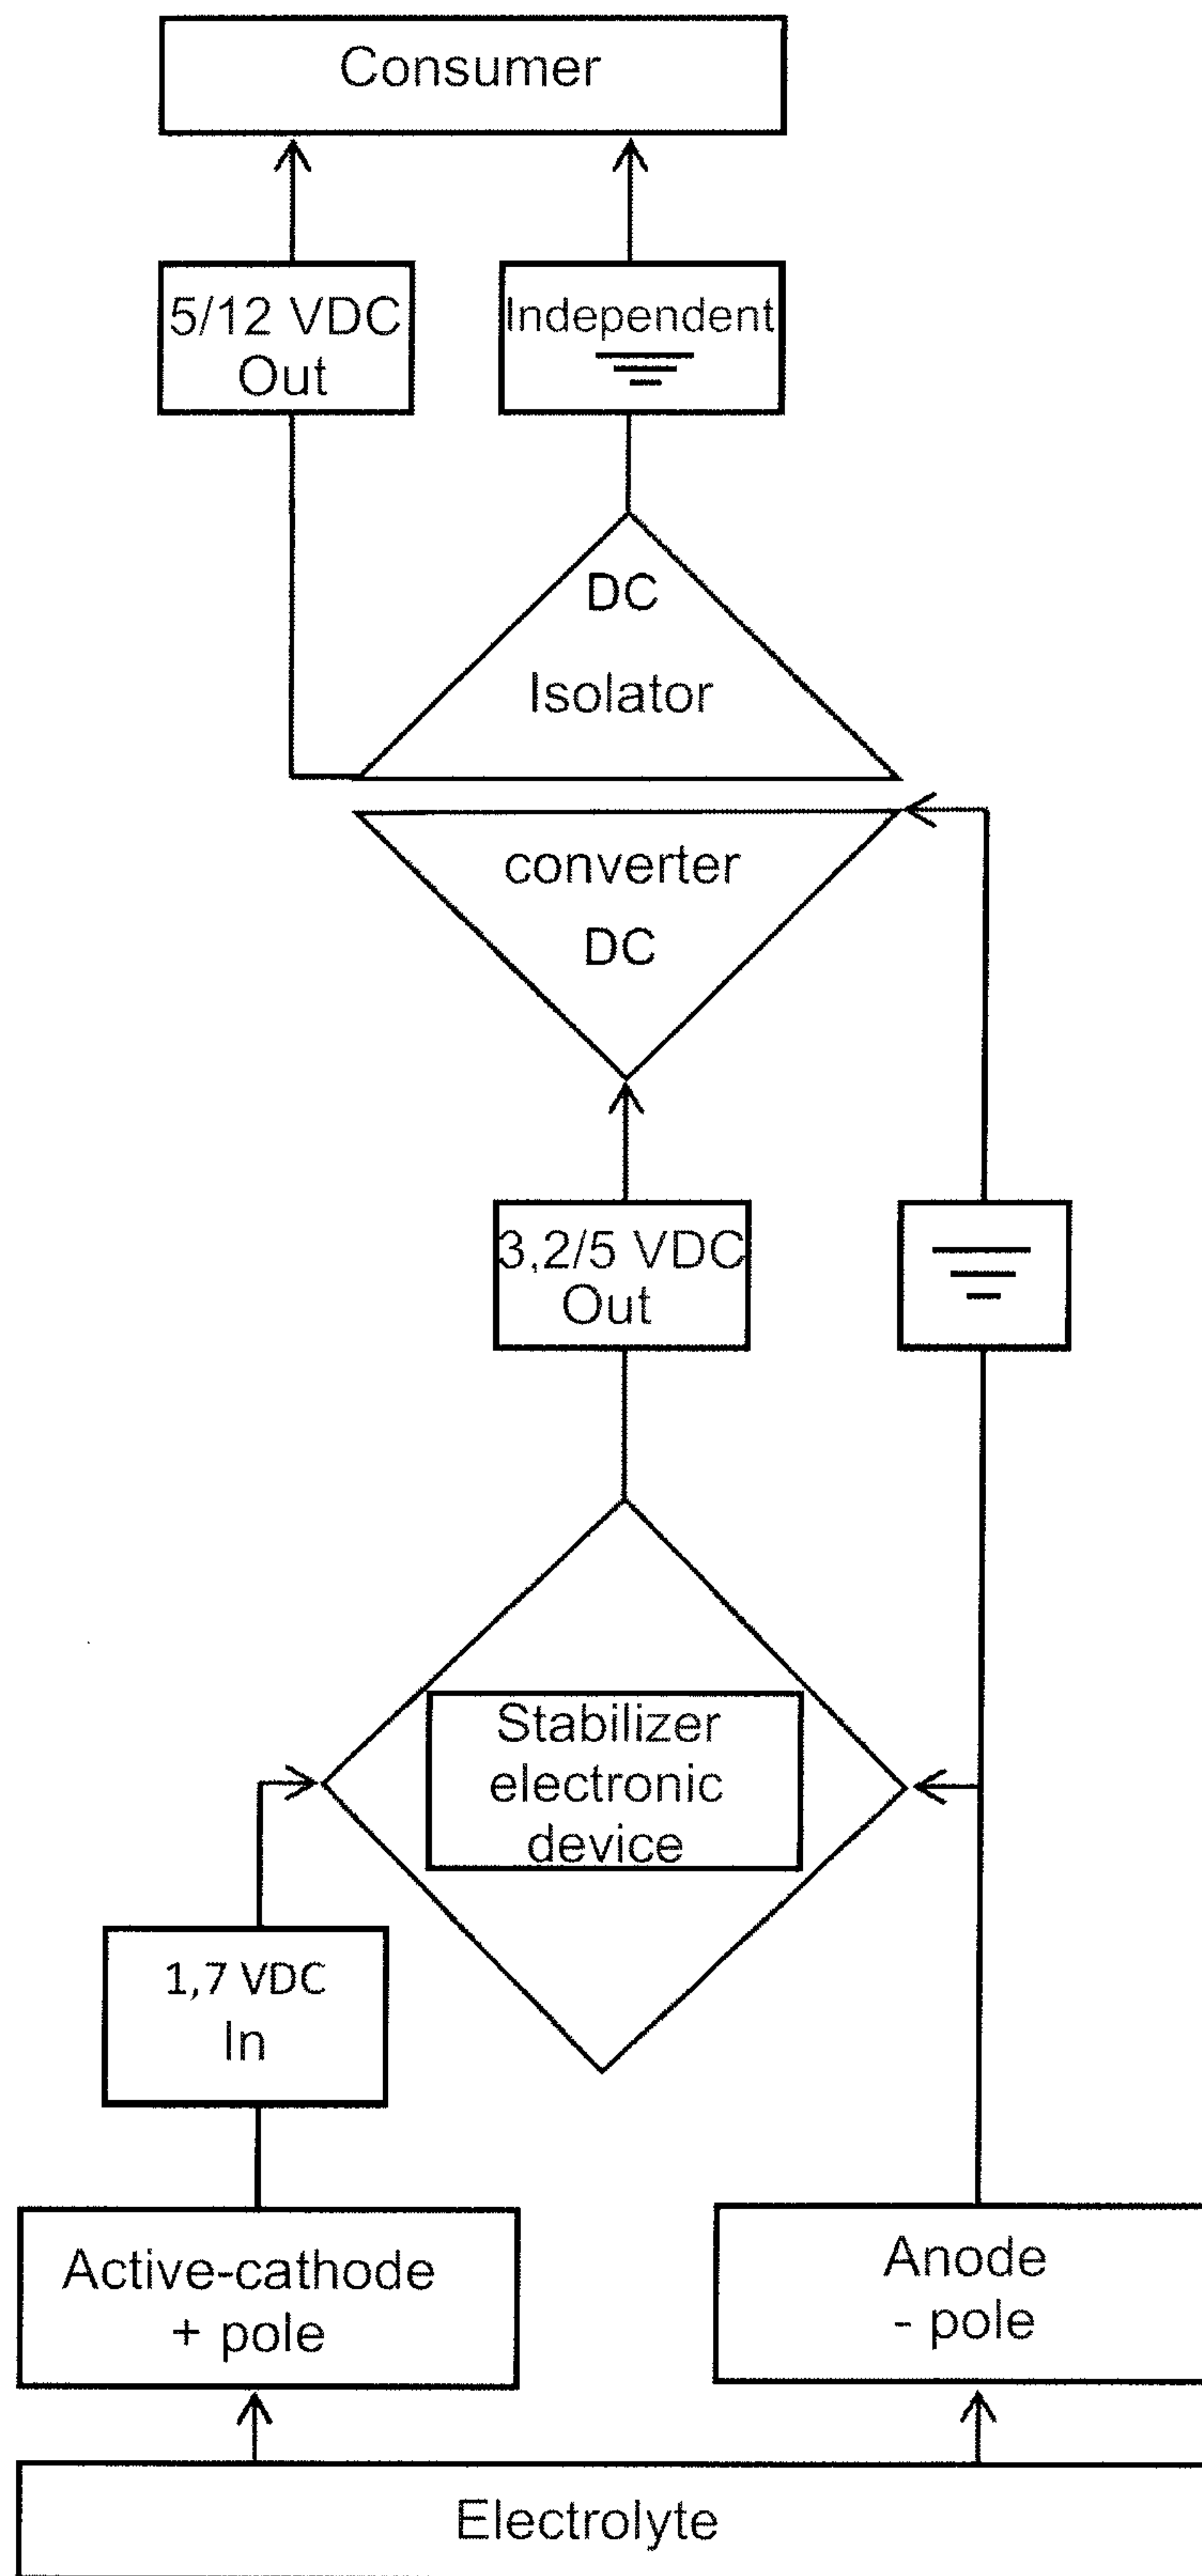 Consumer
5/12 VDC
Out
Independent
DC
Isolator
converter
DC
3,2/5 VDC
Out
Stabilizer
electronic
device
1,7 VDC
In
Active-cathode
+ pole
Anode
- pole
Electrolyte